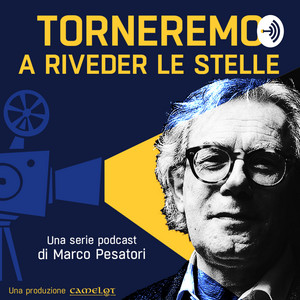 TORNEREMO
A RIVEDER LE STELLE
Una serie podcast
di Marco Pesatori
Una produzione CAMELOT